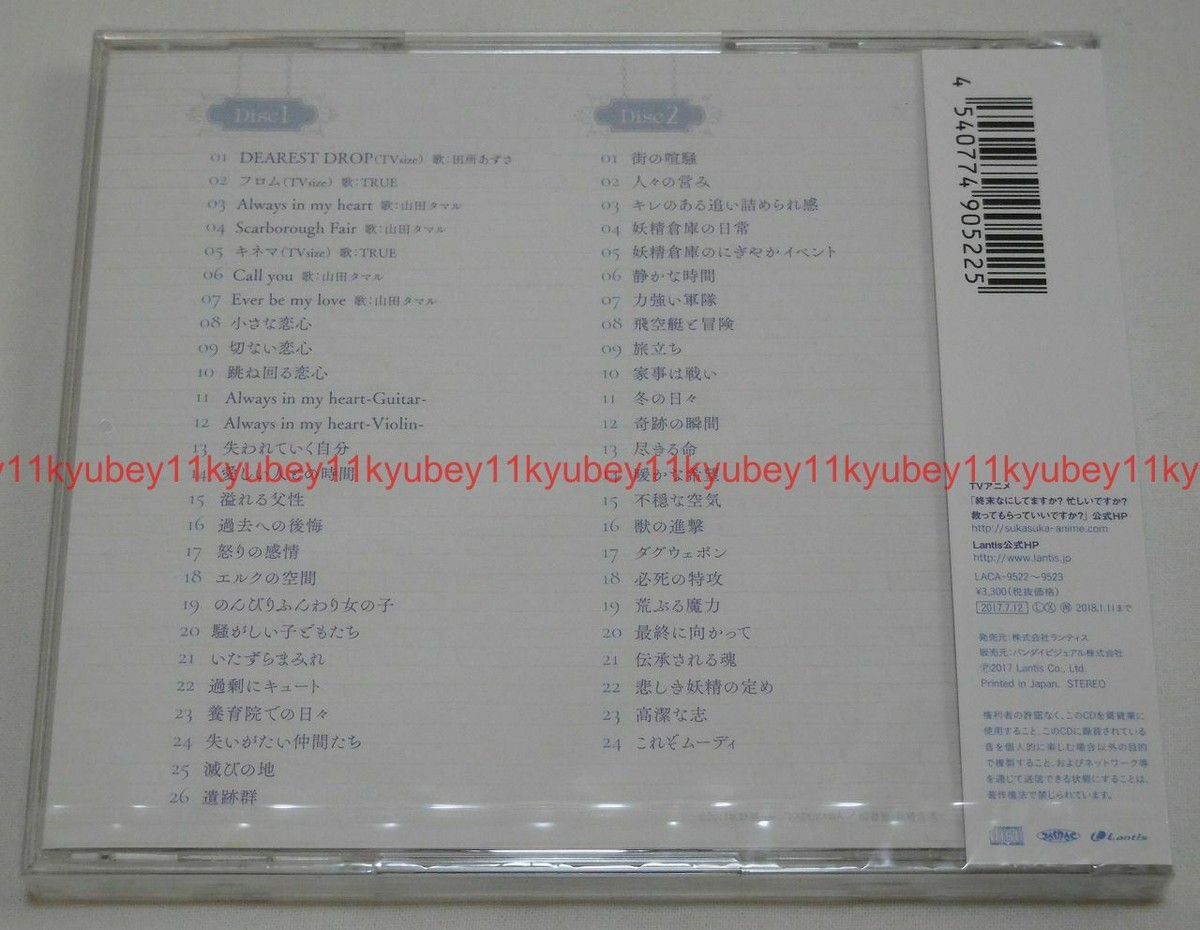 Disc1
01 DEAREST DROP(TVsize) 歌:田所あずさ
02 フロム(TVsize) 歌:TRUE
03 Always in my heart 歌:山田タマル
04 Scarborough Fair 歌:山田タマル
05 キネマ(TVsize) 歌:TRUE
06 Call you 歌:山田タマル
07 Ever be my love 歌:山田タマル
08 小さな恋心
09 切ない恋心
10 跳ね回る恋心
11 Always in my heart-Guitar-
12 Always in my heart-Violin-
13 失われていく自分
14 愛しい人との時間
15 溢れる父性
16 過去への後悔
17 怒りの感情
18 エルクの空間
19 のんびりふんわり女の子
20 騒がしい子どもたち
21 いたずらまみれ
22 過剰にキュート
23 養育院での日々
24 失いがたい仲間たち
25 滅びの地
26 遺跡群
Disc2
01 街の喧騒
02 人々の営み
03 キレのある追い詰められ感
04 妖精倉庫の日常
05 妖精倉庫のにぎやかイベント
06 静かな時間
07 力強い軍隊
08 飛空艇と冒険
09 旅立ち
10 家事は戦い
11 冬の日々
12 奇跡の瞬間
13 尽きる命
14 暖かな希望
15 不穏な空気
16 獣の進撃
17 ダグウェポン
18 必死の特攻
19 荒ぶる魔力
20 最終に向かって
21 伝承される魂
22 悲しき妖精の定め
23 高潔な志
24 これぞムーディ
y11kyubey11kyubey11kyubey11kyubey11kyubey11kyubey11kyubey11ky
4 540774 905225
TVアニメ
「終末なにしてますか? 忙しいですか?
救ってもらっていいですか?」公式HP
http://sukasuka-anime.com
Lantis公式HP
http://www.lantis.jp
LACA-9522〜9523
¥3,300(税抜価格)
2017.7.12 Ⓛ Ⓧ 再 2018.1.11まで
発売元:株式会社ランティス
販売元:バンダイビジュアル株式会社
Ⓟ2017 Lantis Co., Ltd.
Printed in Japan. STEREO
権利者の許諾なく、このCDを賃貸業に
使用すること、このCDに録音されている
音を個人的に楽しむ場合以外の目的
で複製すること、およびネットワーク等
を通じて送信できる状態にすることは、
著作権法で禁じられています。
JASRAC
Lantis